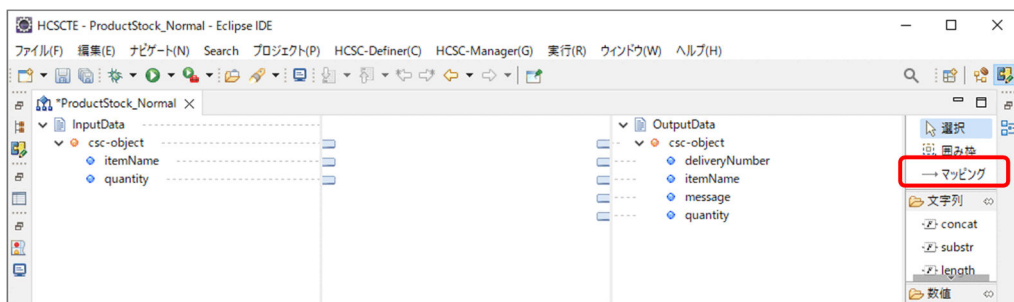 HCSCTE - ProductStock_Normal - Eclipse IDE
ファイル(F) 編集(E) ナビゲート(N) Search プロジェクト(P) HCSC-Definer(C) HCSC-Manager(G) 実行(R) ウィンドウ(W) ヘルプ(H)
*ProductStock_Normal
InputData OutputData 選択
csc-object csc-object 囲み枠
itemName deliveryNumber マッピング
quantity itemName
message 文字列
quantity concat
substr
length
数値